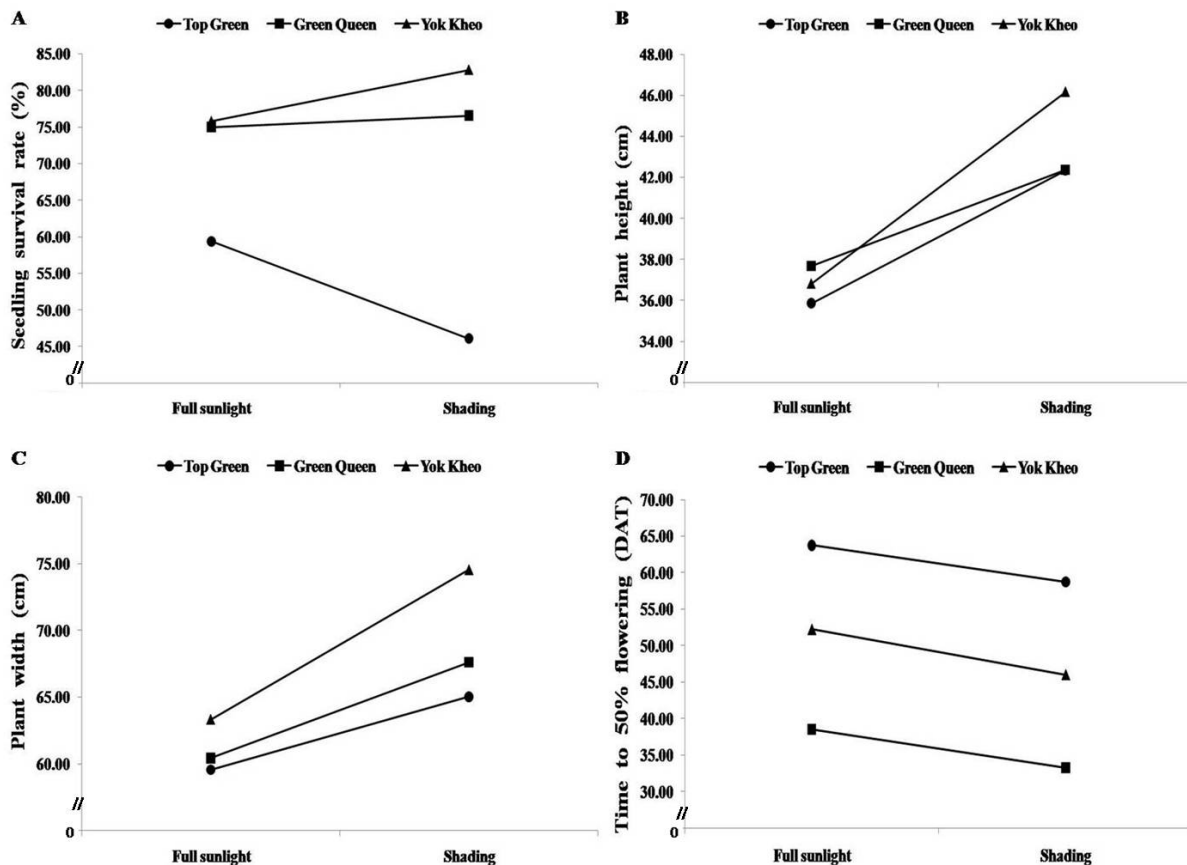 A
Top Green Green Queen Yok Kheo
Seedling survival rate (%)
85.00
80.00
75.00
70.00
65.00
60.00
55.00
50.00
45.00
//
0
Full sunlight Shading
B
Top Green Green Queen Yok Kheo
Plant height (cm)
48.00
46.00
44.00
42.00
40.00
38.00
36.00
34.00
//
0
Full sunlight Shading
C
Top Green Green Queen Yok Kheo
Plant width (cm)
80.00
75.00
70.00
65.00
60.00
//
0
Full sunlight Shading
D
Top Green Green Queen Yok Kheo
Time to 50% flowering (DAT)
70.00
65.00
60.00
55.00
50.00
45.00
40.00
35.00
30.00
//
0
Full sunlight Shading